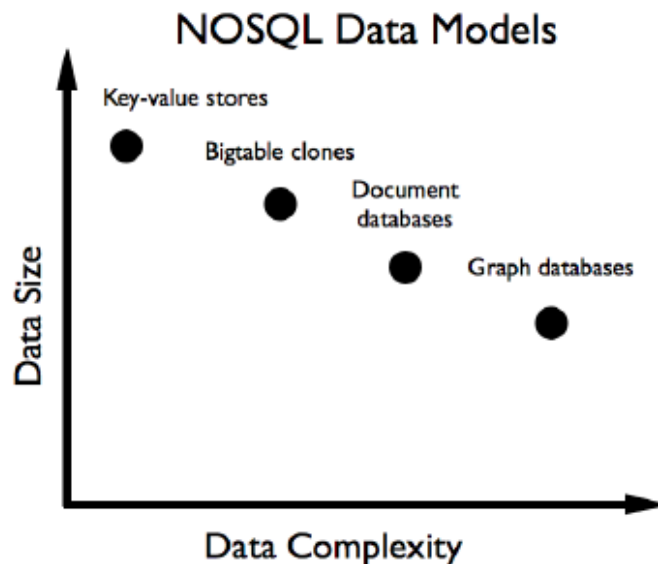 NOSQL Data Models
Key-value stores
Bigtable clones
Document
databases
Graph databases
Data Size
Data Complexity